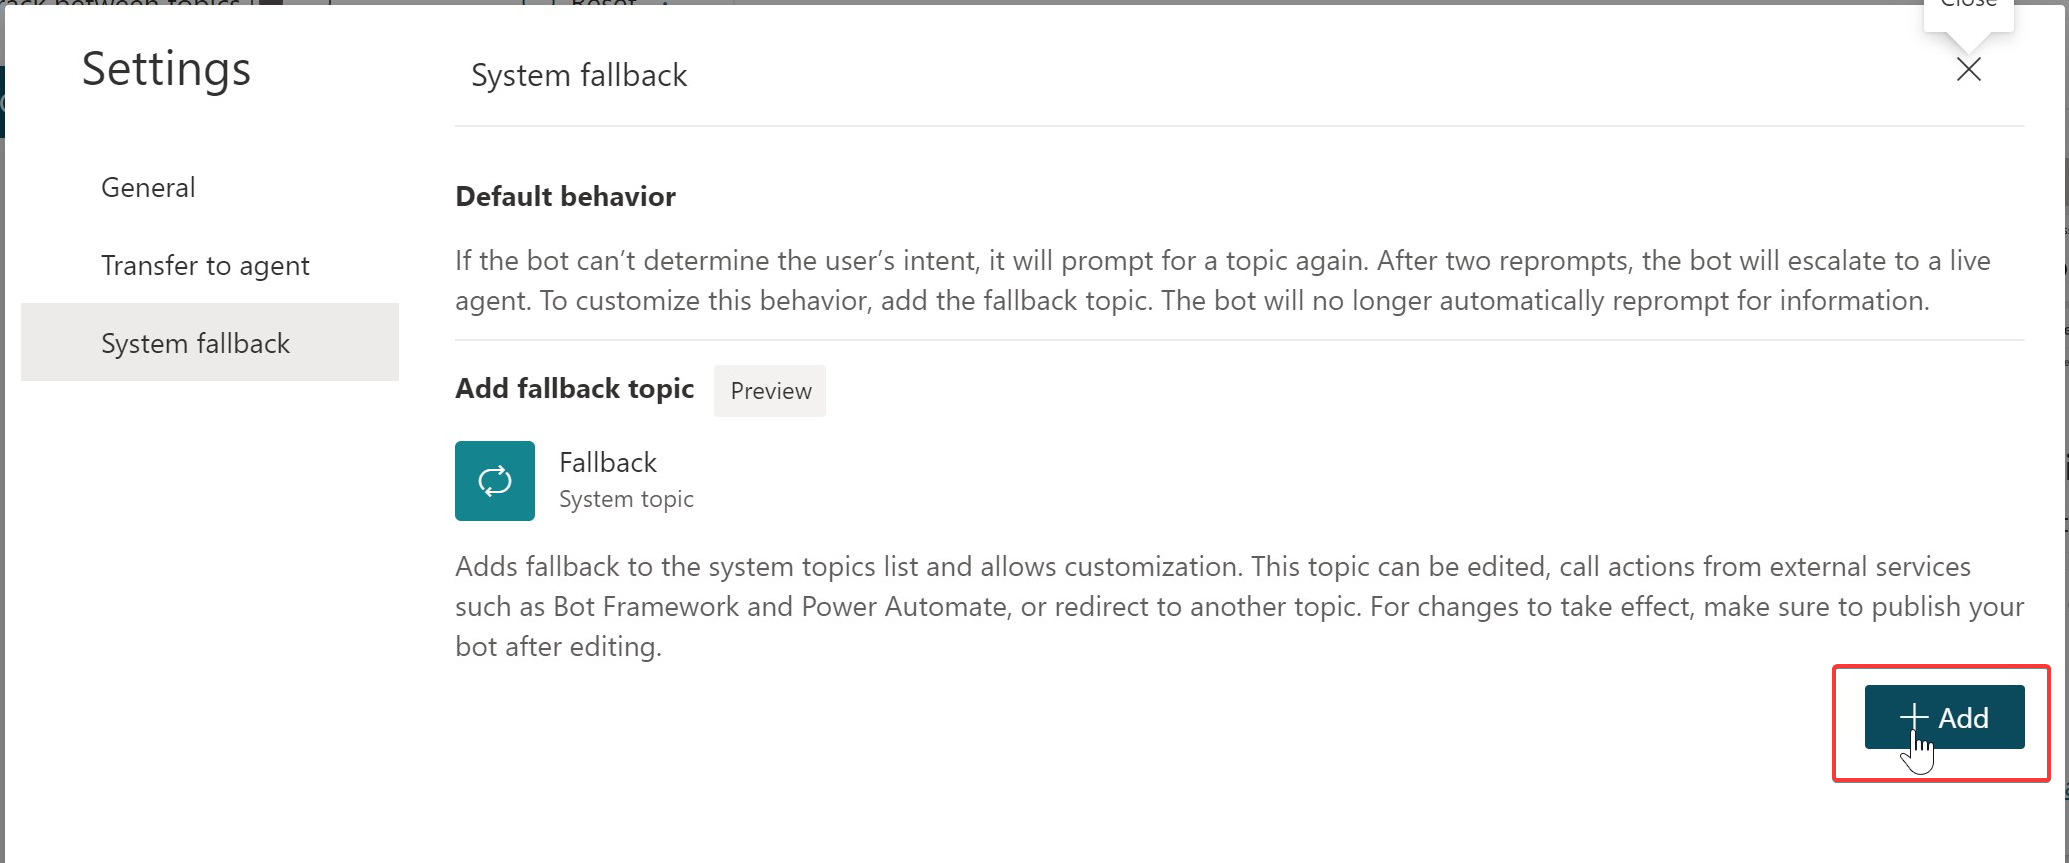 rack between topics
Reset
Close
Settings
System fallback
General
Transfer to agent
System fallback
Default behavior
If the bot can’t determine the user’s intent, it will prompt for a topic again. After two reprompts, the bot will escalate to a live
agent. To customize this behavior, add the fallback topic. The bot will no longer automatically reprompt for information.
Add fallback topic
Preview
Fallback
System topic
Adds fallback to the system topics list and allows customization. This topic can be edited, call actions from external services
such as Bot Framework and Power Automate, or redirect to another topic. For changes to take effect, make sure to publish your
bot after editing.
Add